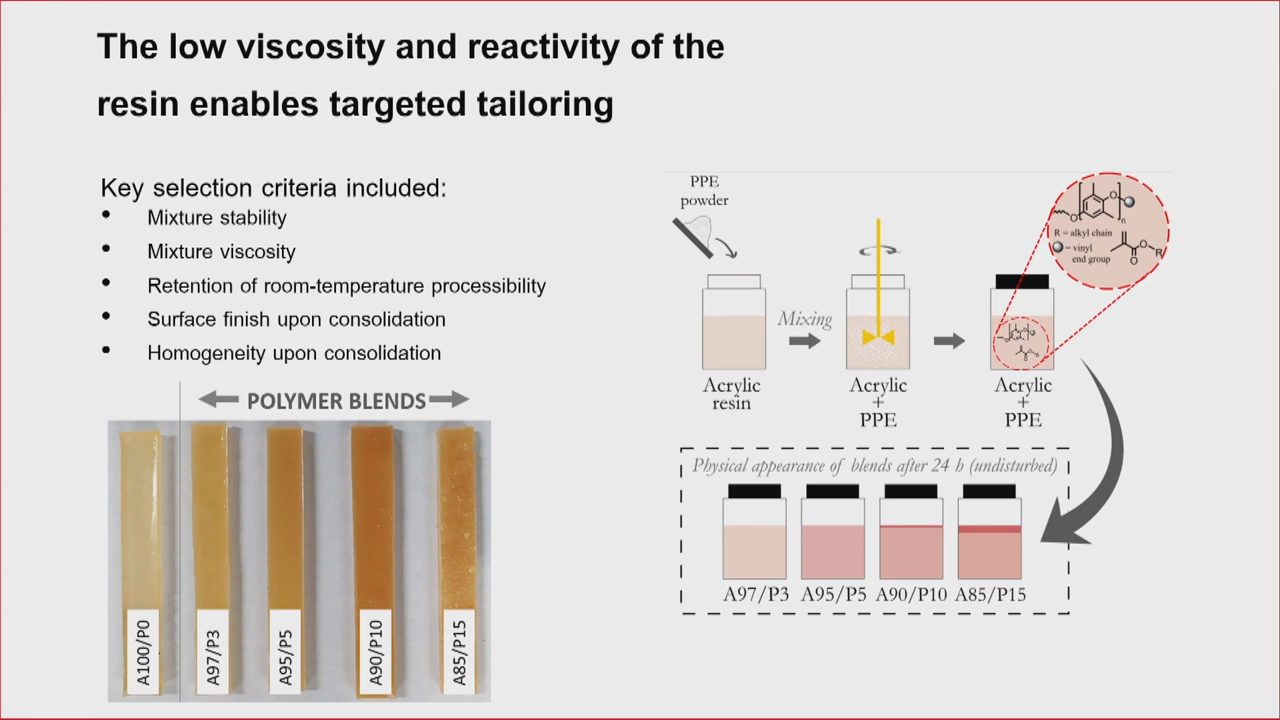 The low viscosity and reactivity of the
resin enables targeted tailoring
Key selection criteria included:
• Mixture stability
• Mixture viscosity
• Retention of room-temperature processibility
• Surface finish upon consolidation
• Homogeneity upon consolidation
POLYMER BLENDS
A100/P0
A97/P3
A95/P5
A90/P10
A85/P15
PPE
powder
Mixing
Acrylic
resin
Acrylic
+
PPE
Acrylic
+
PPE
O
O
n
R = alkyl chain
= vinyl
end group
O
O
R
Physical appearance of blends after 24 h (undisturbed)
A97/P3 A95/P5 A90/P10 A85/P15